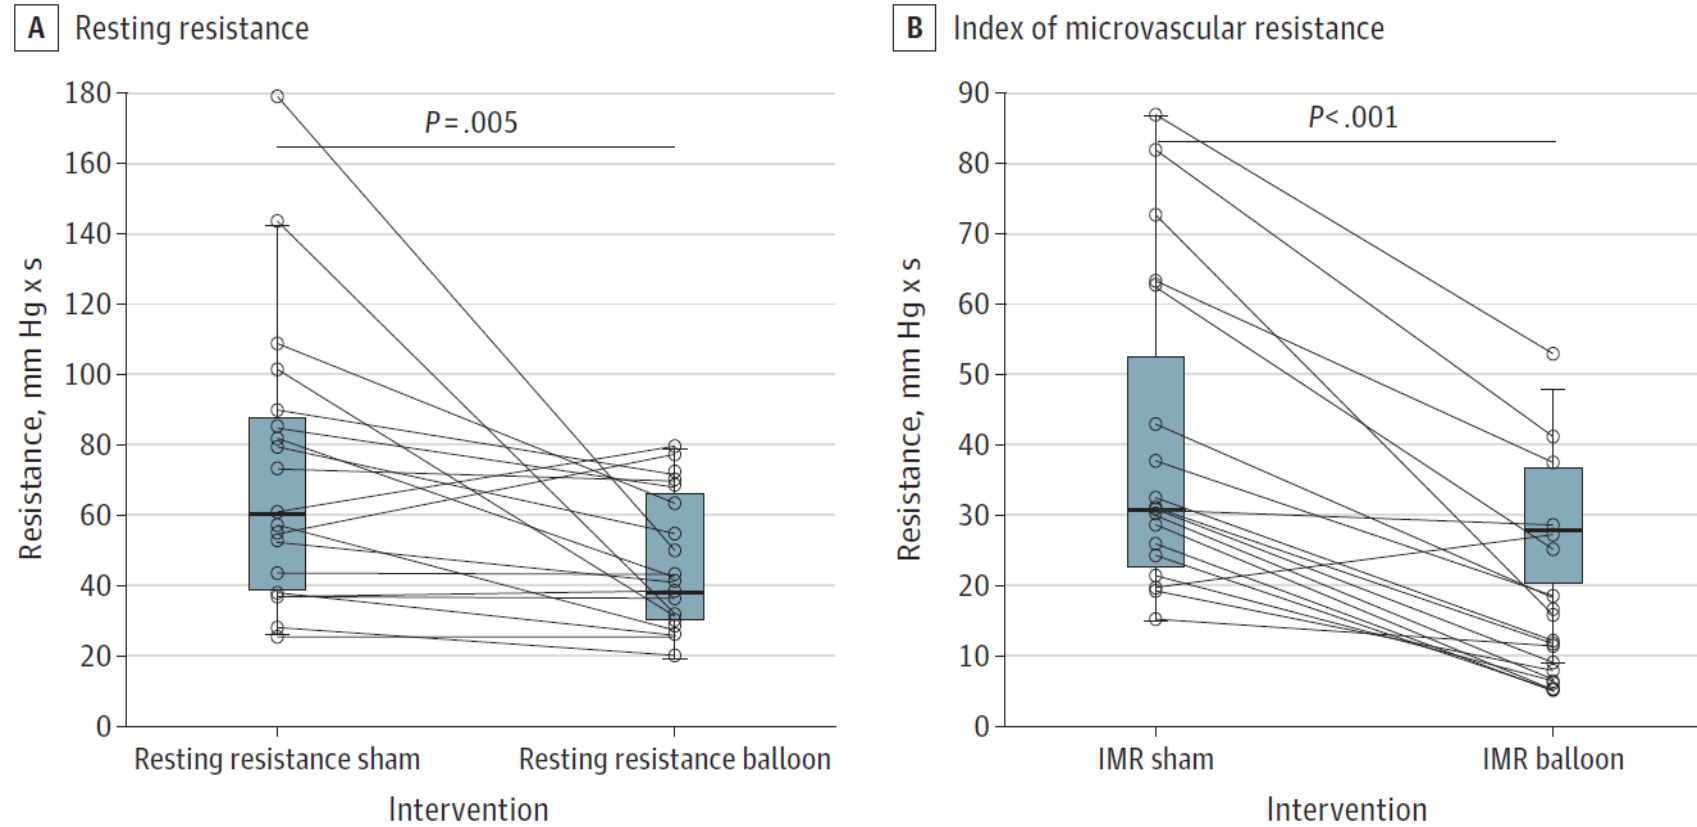 A Resting resistance
180
160
140
120
100
80
60
40
20
0
Resistance, mm Hg x s
P = .005
Resting resistance sham
Resting resistance balloon
Intervention
B Index of microvascular resistance
90
80
70
60
50
40
30
20
10
0
Resistance, mm Hg x s
P< .001
IMR sham
IMR balloon
Intervention